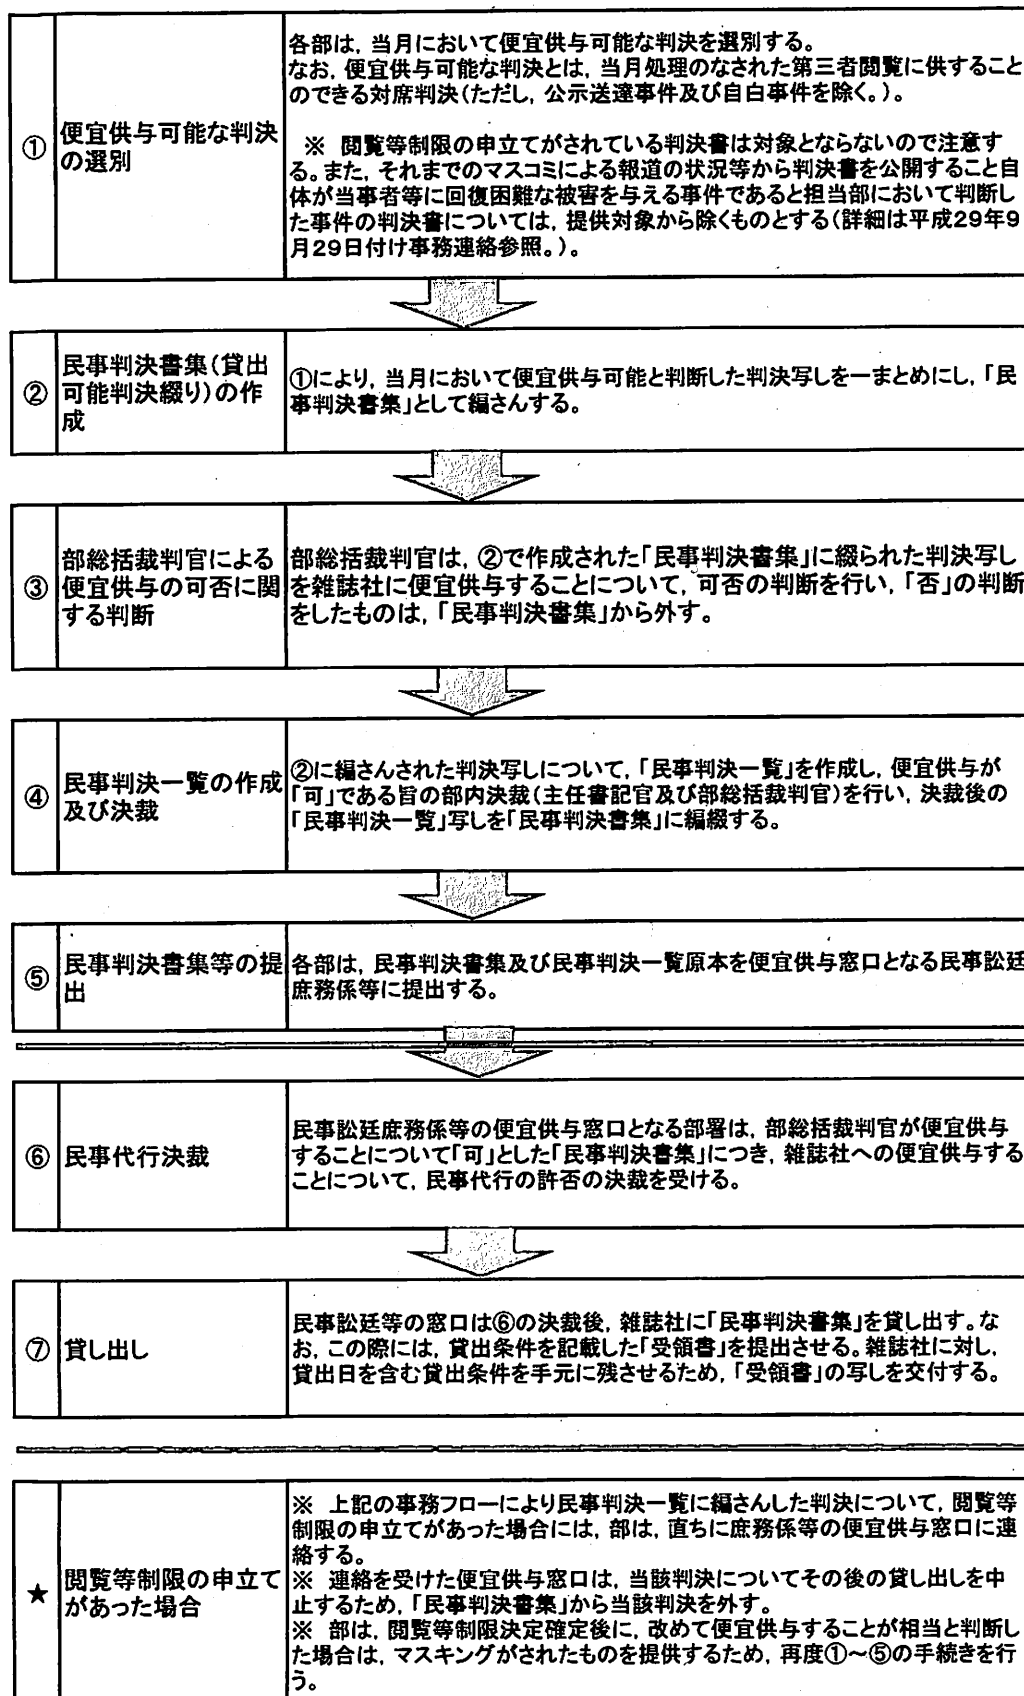 ①
便宜供与可能な判決
の選別
各部は，当月において便宜供与可能な判決を選別する。
なお，便宜供与可能な判決とは，当月処理のなされた第三者閲覧に供すること
のできる対席判決(ただし，公示送達事件及び自白事件を除く。)。
※　閲覧等制限の申立てがされている判決書は対象とならないので注意す
る。また，それまでのマスコミによる報道の状況等から判決書を公開すること自
体が当事者等に回復困難な被害を与える事件であると担当部において判断し
た事件の判決書については，提供対象から除くものとする(詳細は平成29年9
月29日付け事務連絡参照。)。
②
民事判決書集(貸出
可能判決綴り)の作
成
①により，当月において便宜供与可能と判断した判決写しを一まとめにし，「民
事判決書集」として編さんする。
③
部総括裁判官による
便宜供与の可否に関
する判断
部総括裁判官は，②で作成された「民事判決書集」に綴られた判決写し
を雑誌社に便宜供与することについて，可否の判断を行い，「否」の判断
をしたものは，「民事判決書集」から外す。
④
民事判決一覧の作成
及び決裁
②に編さんされた判決写しについて，「民事判決一覧」を作成し，便宜供与が
「可」である旨の部内決裁(主任書記官及び部総括裁判官)を行い，決裁後の
「民事判決一覧」写しを「民事判決書集」に編綴する。
⑤
民事判決書集等の提
出
各部は，民事判決書集及び民事判決一覧原本を便宜供与窓口となる民事訟廷
庶務係等に提出する。
⑥
民事代行決裁
民事訟廷庶務係等の便宜供与窓口となる部署は，部総括裁判官が便宜供与
することについて「可」とした「民事判決書集」につき，雑誌社への便宜供与する
ことについて，民事代行の許否の決裁を受ける。
⑦
貸し出し
民事訟廷等の窓口は⑥の決裁後，雑誌社に「民事判決書集」を貸し出す。な
お，この際には，貸出条件を記載した「受領書」を提出させる。雑誌社に対し，
貸出日を含む貸出条件を手元に残させるため，「受領書」の写しを交付する。
★
閲覧等制限の申立て
があった場合
※　上記の事務フローにより民事判決一覧に編さんした判決について，閲覧等
制限の申立てがあった場合には，部は，直ちに庶務係等の便宜供与窓口に連
絡する。
※　連絡を受けた便宜供与窓口は，当該判決についてその後の貸し出しを中
止するため，「民事判決書集」から当該判決を外す。
※　部は，閲覧等制限決定確定後に，改めて便宜供与することが相当と判断し
た場合は，マスキングがされたものを提供するため，再度①～⑤の手続きを行
う。